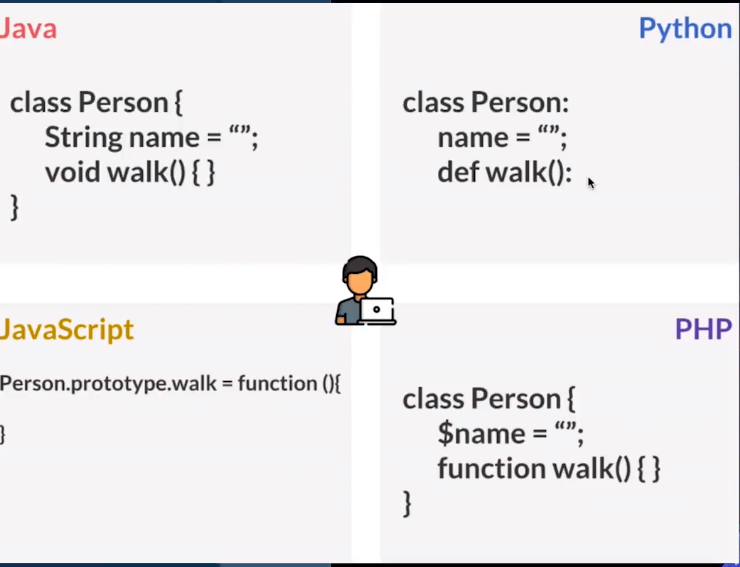 Java
class Person {
String name = “”;
void walk() { }
}
Python
class Person:
name = “”;
def walk():
JavaScript
Person.prototype.walk = function (){
}
PHP
class Person {
$name = “”;
function walk() { }
}